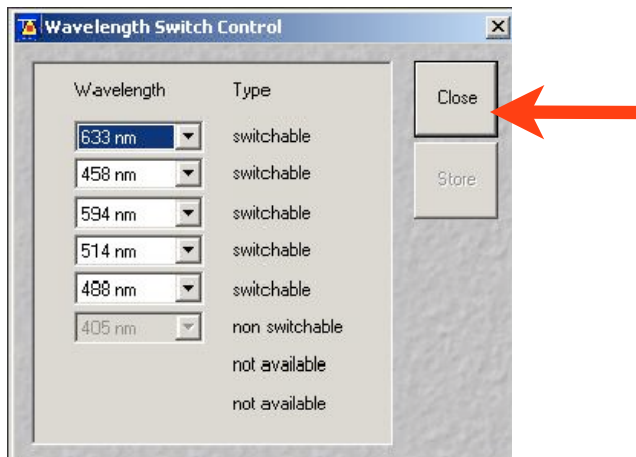 Wavelength Switch Control
Wavelength Type
Close
633 nm switchable
458 nm switchable
Store
594 nm switchable
514 nm switchable
488 nm switchable
405 nm non switchable
not available
not available